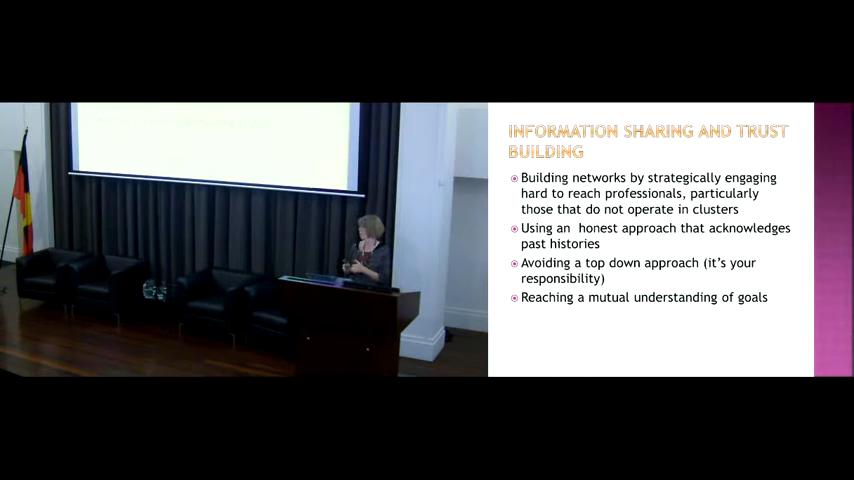 INFORMATION SHARING AND TRUST
BUILDING
Building networks by strategically engaging
hard to reach professionals, particularly
those that do not operate in clusters
Using an  honest approach that acknowledges
past histories
Avoiding a top down approach (it's your
responsibility)
Reaching a mutual understanding of goals